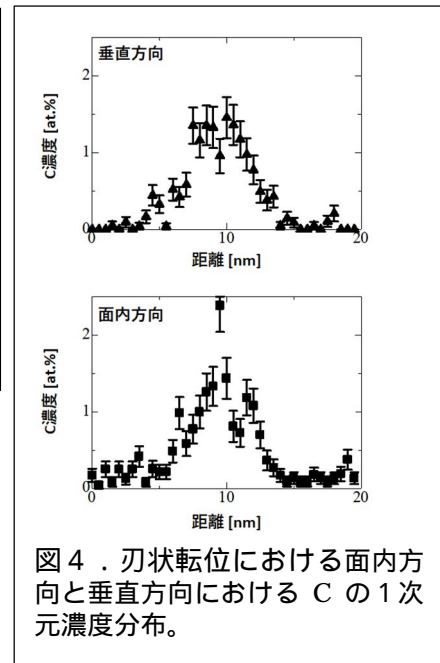 垂直方向
2
1
0
C濃度 [at.%]
0
10
20
距離 [nm]
面内方向
2
1
0
C濃度 [at.%]
0
10
20
距離 [nm]
図4．刃状転位における面内方
向と垂直方向における C の1次
元濃度分布。